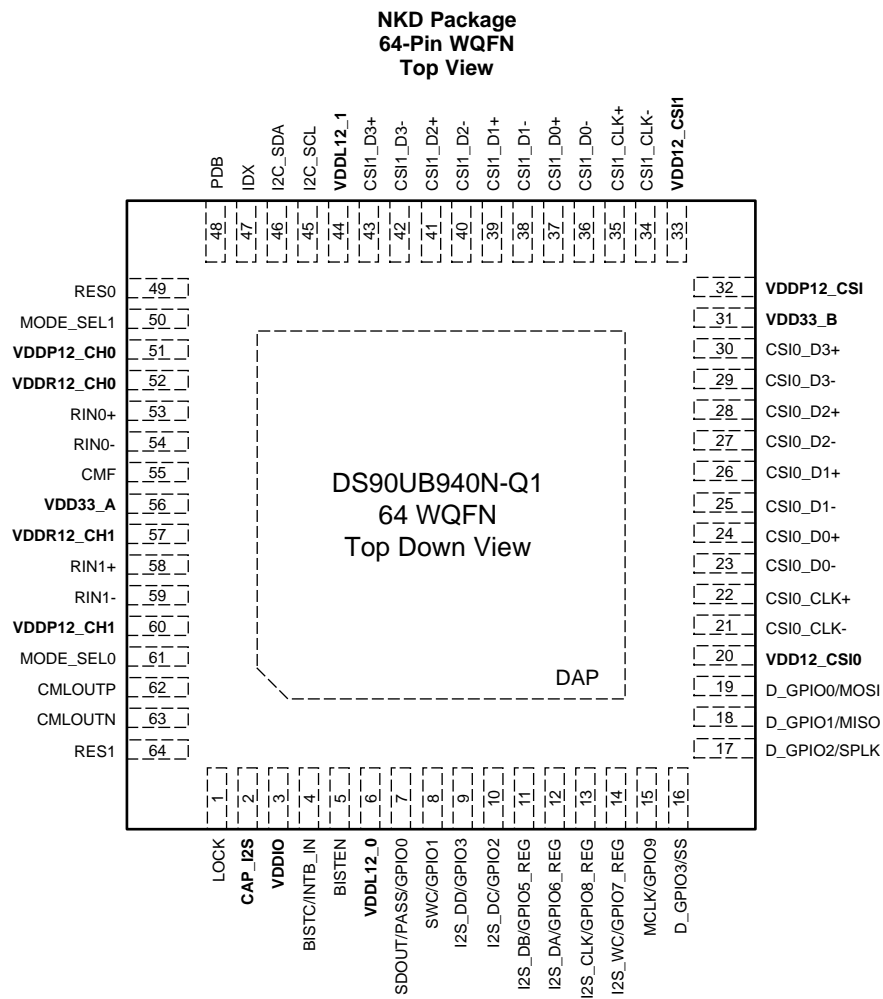 NKD Package
64-Pin WQFN
Top View
PDB
IDX
I2C_SDA
I2C_SCL
VDDL12_1
CSI1_D3+
CSI1_D3-
CSI1_D2+
CSI1_D2-
CSI1_D1+
CSI1_D1-
CSI1_D0+
CSI1_D0-
CSI1_CLK+
CSI1_CLK-
VDD12_CSI1
48
47
46
45
44
43
42
41
40
39
38
37
36
35
34
33
RES0 49
MODE_SEL1 50
VDDP12_CH0 51
VDDR12_CH0 52
RIN0+ 53
RIN0- 54
CMF 55
VDD33_A 56
VDDR12_CH1 57
RIN1+ 58
RIN1- 59
VDDP12_CH1 60
MODE_SEL0 61
CMLOUTP 62
CMLOUTN 63
RES1 64
DS90UB940N-Q1
64 WQFN
Top Down View
DAP
32 VDDP12_CSI
31 VDD33_B
30 CSI0_D3+
29 CSI0_D3-
28 CSI0_D2+
27 CSI0_D2-
26 CSI0_D1+
25 CSI0_D1-
24 CSI0_D0+
23 CSI0_D0-
22 CSI0_CLK+
21 CSI0_CLK-
20 VDD12_CSI0
19 D_GPIO0/MOSI
18 D_GPIO1/MISO
17 D_GPIO2/SPLK
1
2
3
4
5
6
7
8
9
10
11
12
13
14
15
16
LOCK
CAP_I2S
VDDIO
BISTC/INTB_IN
BISTEN
VDDL12_0
SDOUT/PASS/GPIO0
SWC/GPIO1
I2S_DD/GPIO3
I2S_DC/GPIO2
I2S_DB/GPIO5_REG
I2S_DA/GPIO6_REG
I2S_CLK/GPIO8_REG
I2S_WC/GPIO7_REG
MCLK/GPIO9
D_GPIO3/SS